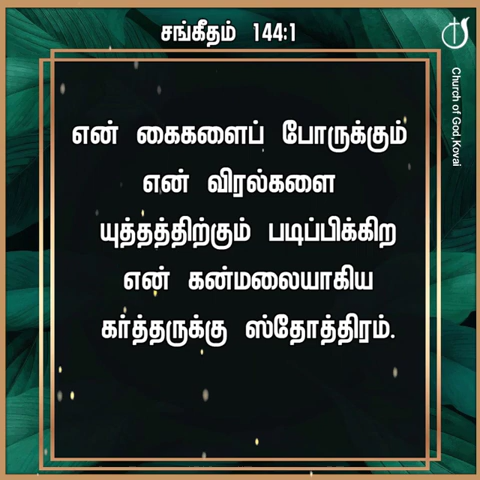 சங்கீதம் 144:1
என் கைகளைப் போருக்கும்
என் விரல்களை
யுத்தத்திற்கும் படிப்பிக்கிற
என் கன்மலையாகிய
கர்த்தருக்கு ஸ்தோத்திரம்.
Church of God,Kovai